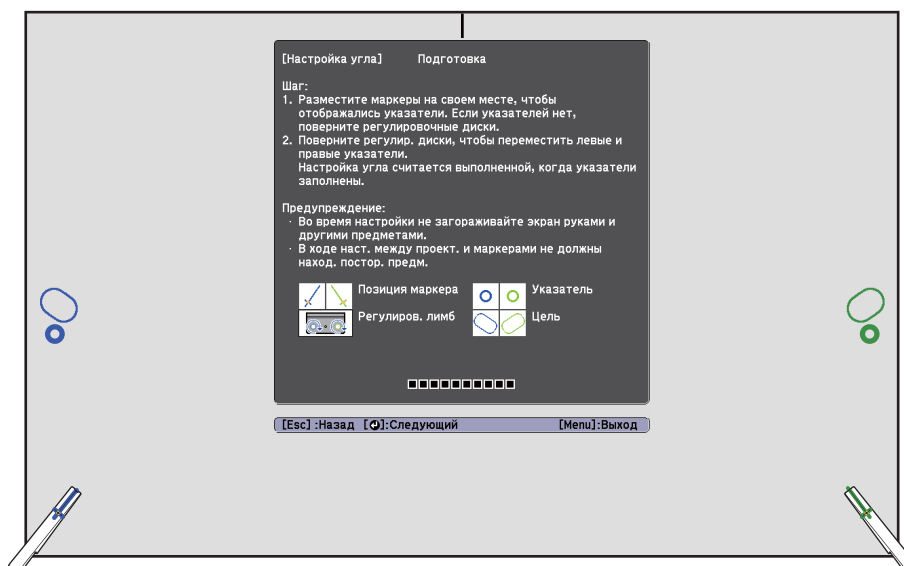 [Настройка угла] Подготовка
Шаг:
1. Разместите маркеры на своем месте, чтобы
отображались указатели. Если указателей нет,
поверните регулировочные диски.
2. Поверните регулир. диски, чтобы переместить левые и
правые указатели.
Настройка угла считается выполненной, когда указатели
заполнены.
Предупреждение:
· Во время настройки не загораживайте экран руками и
другими предметами.
· В ходе наст. между проект. и маркерами не должны
наход. постор. предм.
Позиция маркера Указатель
Регулиров. лимб Цель
[Esc] :Назад [⏎]:Следующий [Menu]:Выход